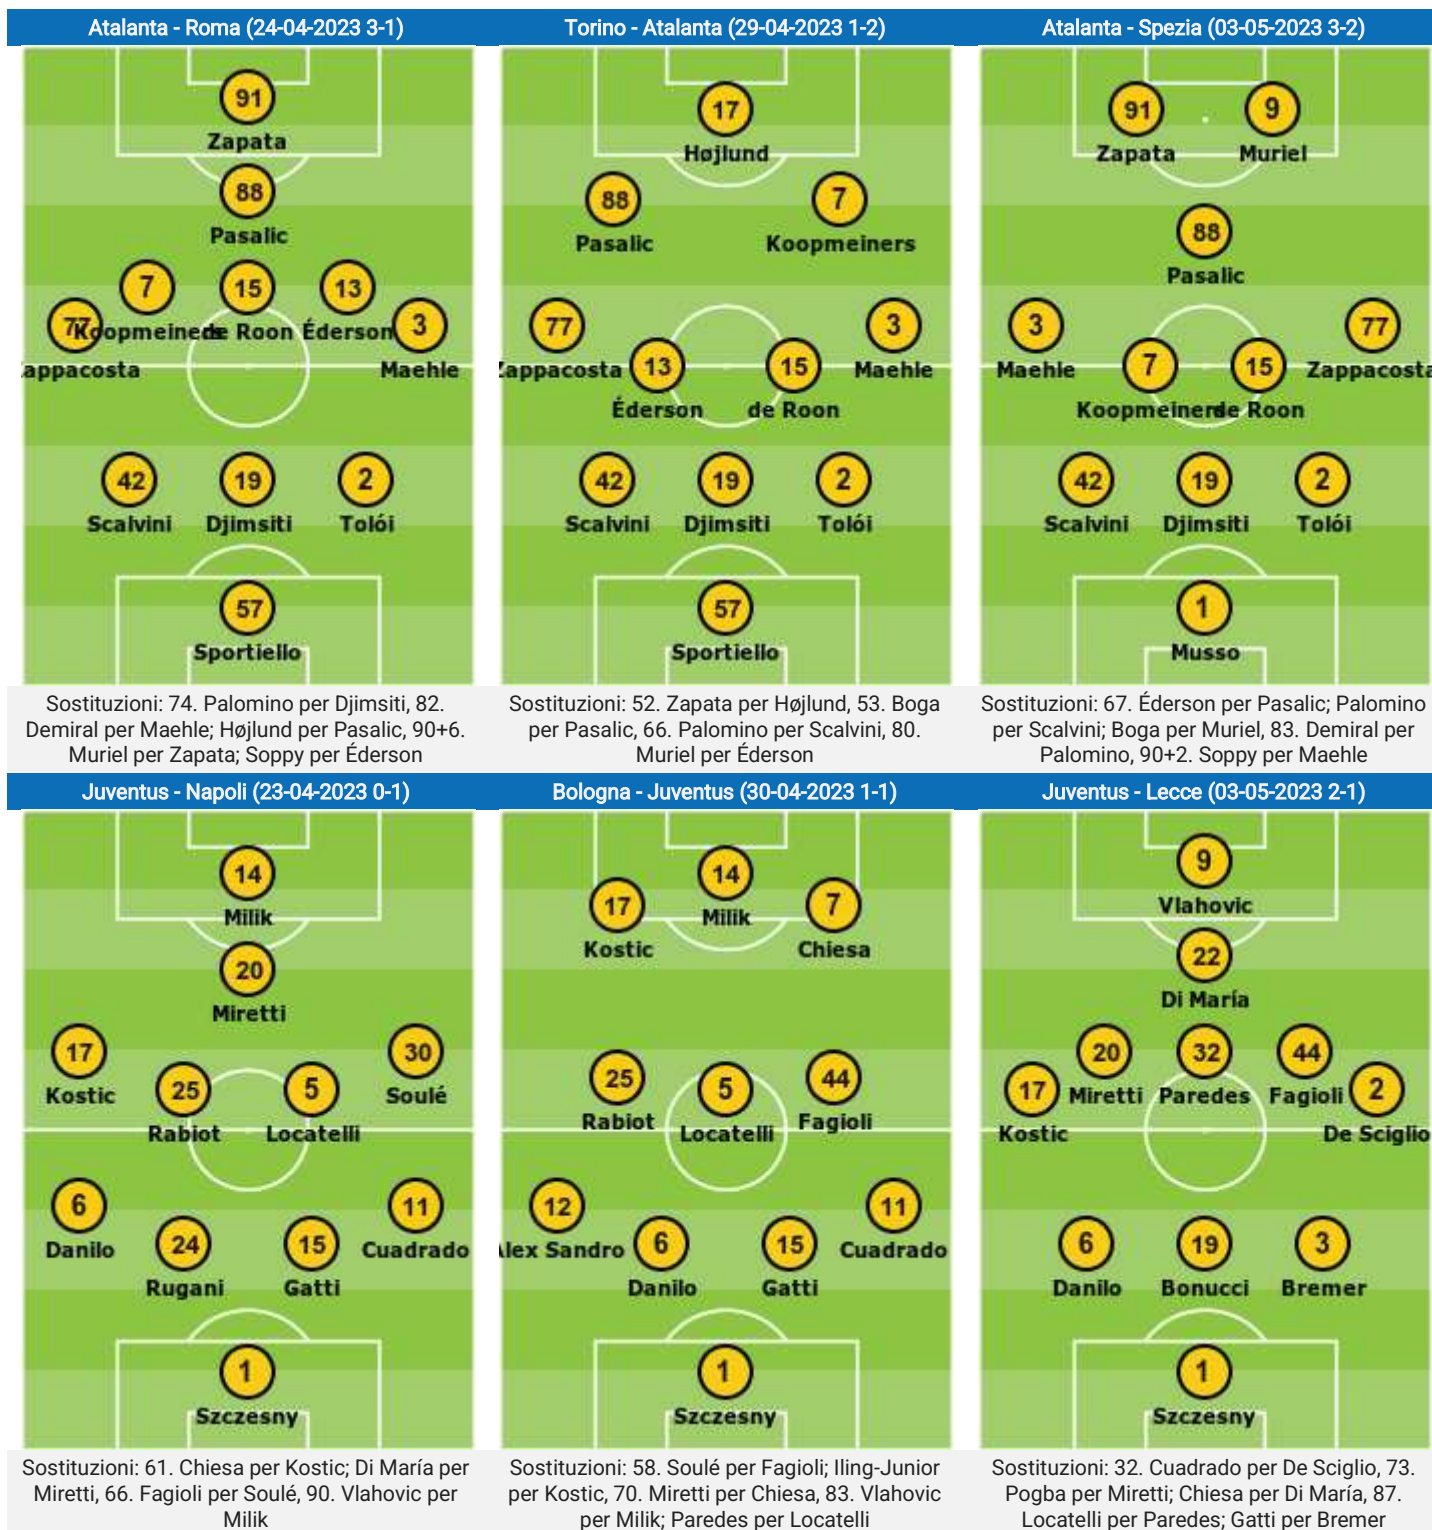 Atalanta - Roma (24-04-2023 3-1)
91
Zapata
88
Pasalic
7
15
13
77
Koopmeiners
de Roon
Éderson
3
Zappacosta
Maehle
42
19
2
Scalvini
Djimsiti
Tolói
57
Sportiello
Sostituzioni: 74. Palomino per Djimsiti, 82.
Demiral per Maehle; Højlund per Pasalic, 90+6.
Muriel per Zapata; Soppy per Éderson
Torino - Atalanta (29-04-2023 1-2)
17
Højlund
88
7
Pasalic
Koopmeiners
77
3
Zappacosta
13
15
Maehle
Éderson
de Roon
42
19
2
Scalvini
Djimsiti
Tolói
57
Sportiello
Sostituzioni: 52. Zapata per Højlund, 53. Boga
per Pasalic, 66. Palomino per Scalvini, 80.
Muriel per Éderson
Atalanta - Spezia (03-05-2023 3-2)
91
9
Zapata
Muriel
88
Pasalic
3
77
Maehle
7
15
Zappacosta
Koopmeiners
de Roon
42
19
2
Scalvini
Djimsiti
Tolói
1
Musso
Sostituzioni: 67. Éderson per Pasalic; Palomino
per Scalvini; Boga per Muriel, 83. Demiral per
Palomino, 90+2. Soppy per Maehle
Juventus - Napoli (23-04-2023 0-1)
14
Milik
20
Miretti
17
30
Kostic
25
5
Soulé
Rabiot
Locatelli
6
11
Danilo
24
15
Cuadrado
Rugani
Gatti
1
Szczesny
Sostituzioni: 61. Chiesa per Kostic; Di María per
Miretti, 66. Fagioli per Soulé, 90. Vlahovic per
Milik
Bologna - Juventus (30-04-2023 1-1)
14
17
Milik
7
Kostic
Chiesa
25
5
44
Rabiot
Locatelli
Fagioli
12
11
Alex Sandro
6
15
Cuadrado
Danilo
Gatti
1
Szczesny
Sostituzioni: 58. Soulé per Fagioli; Iling-Junior
per Kostic, 70. Miretti per Chiesa, 83. Vlahovic
per Milik; Paredes per Locatelli
Juventus - Lecce (03-05-2023 2-1)
9
Vlahovic
22
Di María
20
32
44
17
Miretti
Paredes
Fagioli
2
Kostic
De Sciglio
6
19
3
Danilo
Bonucci
Bremer
1
Szczesny
Sostituzioni: 32. Cuadrado per De Sciglio, 73.
Pogba per Miretti; Chiesa per Di María, 87.
Locatelli per Paredes; Gatti per Bremer